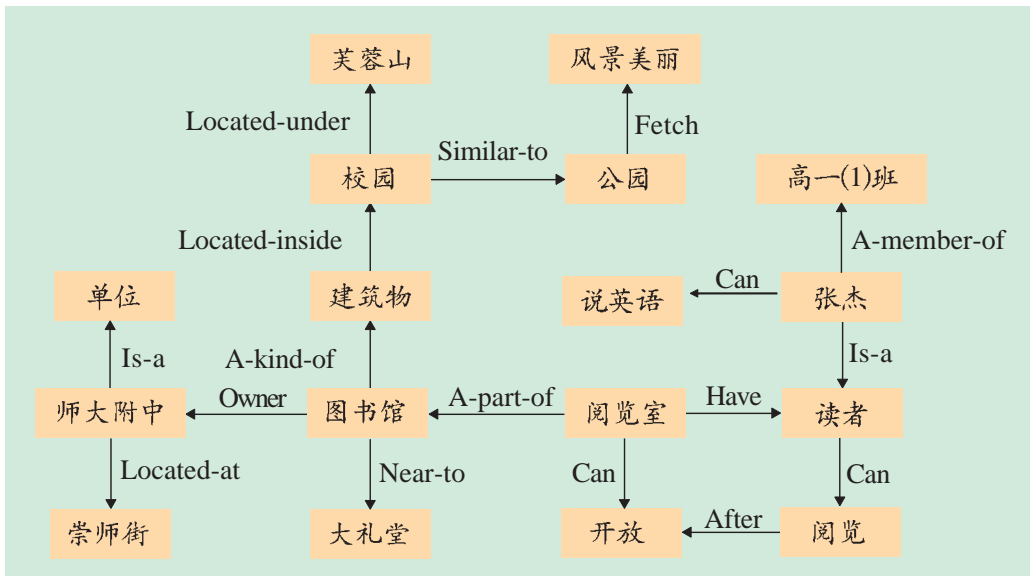 芙蓉山
风景美丽
Located-under
Fetch
Similar-to
校园
公园
高一(1)班
Located-inside
A-member-of
单位
建筑物
说英语
Can
张杰
Is-a
A-kind-of
Is-a
师大附中
Owner
图书馆
A-part-of
阅览室
Have
读者
Located-at
Near-to
Can
Can
崇师街
大礼堂
开放
After
阅览